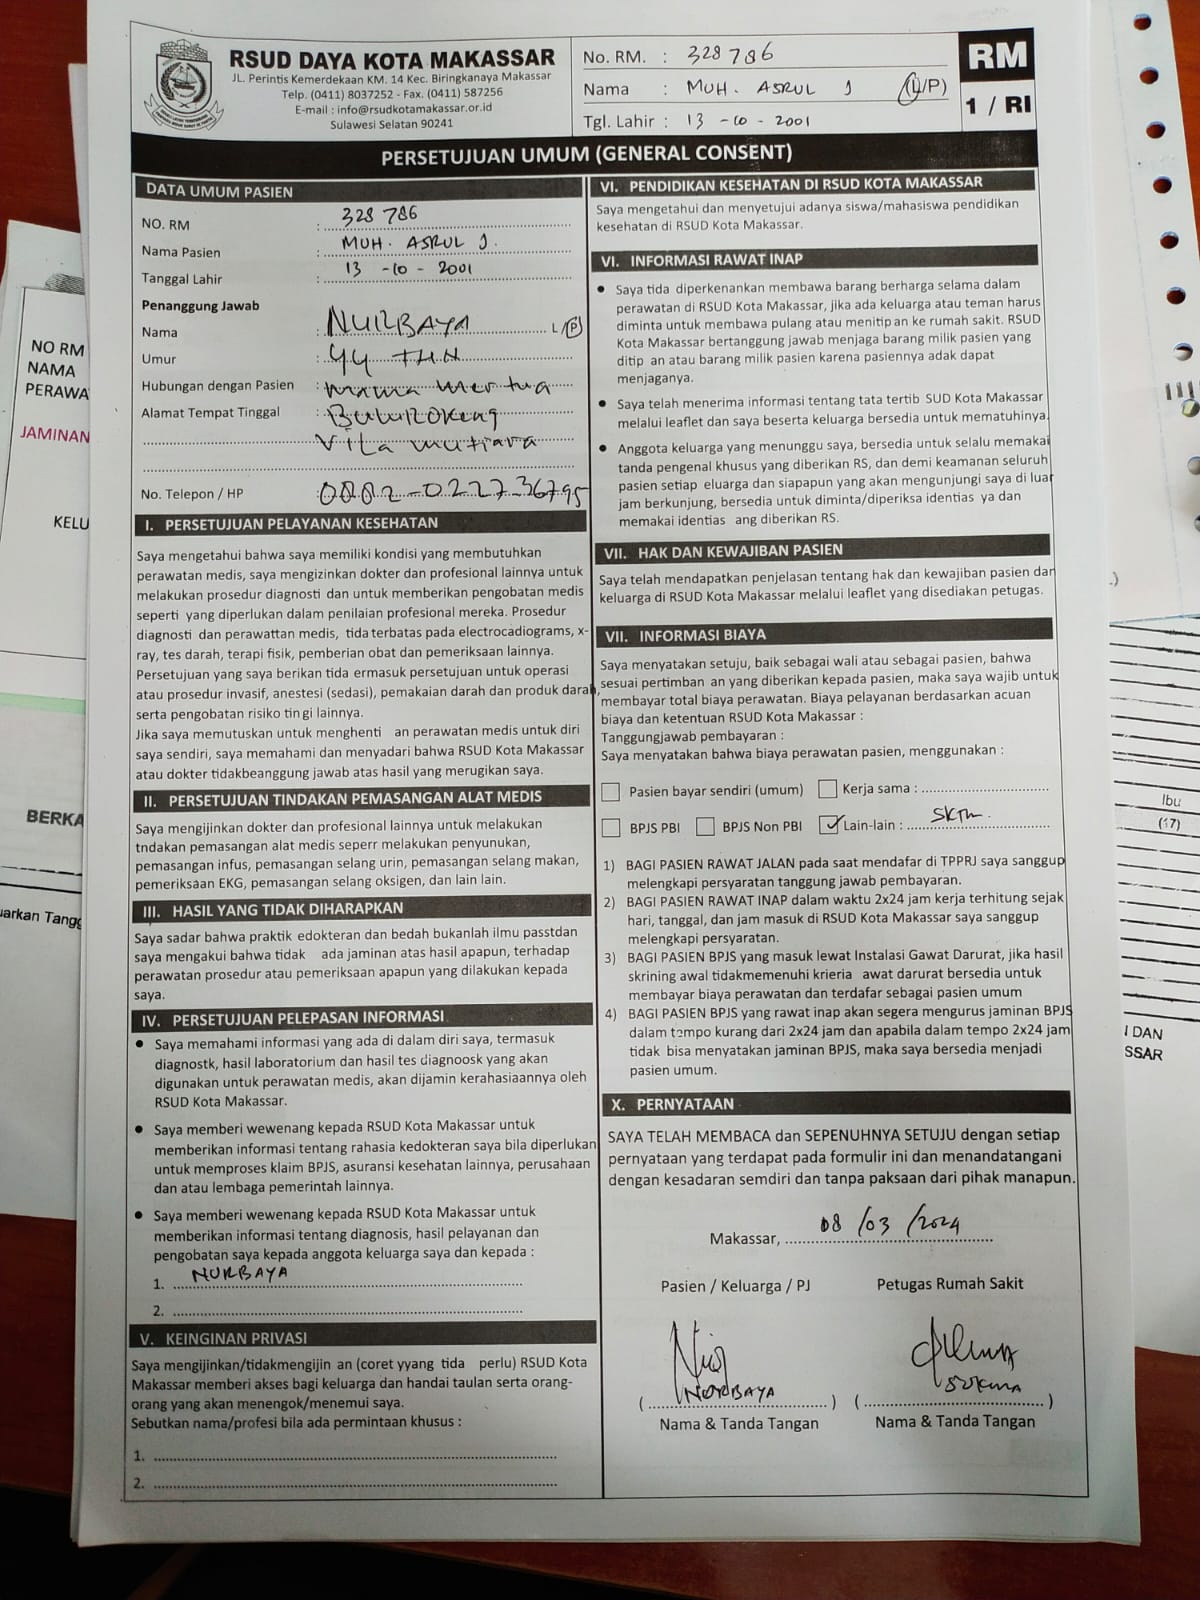 RSUD DAYA KOTA MAKASSAR
JL. Perintis Kemerdekaan KM. 14 Kec. Biringkanaya Makassar
Telp. (0411) 8037252 - Fax. (0411) 587256
E-mail : info@rsudkotamakassar.or.id
Sulawesi Selatan 90241
No. RM. : 328786
Nama : MUH. ASRUL J (L/P)
Tgl. Lahir : 13 -10 - 2001
RM
1 / RI
PERSETUJUAN UMUM (GENERAL CONSENT)
DATA UMUM PASIEN
NO. RM : 328 786
Nama Pasien : MUH. ASRUL J.
Tanggal Lahir : 13 -10 - 2001
Penanggung Jawab
Nama : NURBAYA L/P
Umur : 44 THN
Hubungan dengan Pasien : mama mertua
Alamat Tempat Tinggal : Bulurokeng
Vila mutiara
No. Telepon / HP : 0882-022736795
I. PERSETUJUAN PELAYANAN KESEHATAN
Saya mengetahui bahwa saya memiliki kondisi yang membutuhkan
perawatan medis, saya mengizinkan dokter dan profesional lainnya untuk
melakukan prosedur diagnosti dan untuk memberikan pengobatan medis
seperti yang diperlukan dalam penilaian profesional mereka. Prosedur
diagnosti dan perawattan medis, tida terbatas pada electrocadiograms, x-
ray, tes darah, terapi fisik, pemberian obat dan pemeriksaan lainnya.
Persetujuan yang saya berikan tida ermasuk persetujuan untuk operasi
atau prosedur invasif, anestesi (sedasi), pemakaian darah dan produk darah,
serta pengobatan risiko tin gi lainnya.
Jika saya memutuskan untuk menghenti an perawatan medis untuk diri
saya sendiri, saya memahami dan menyadari bahwa RSUD Kota Makassar
atau dokter tidakbeanggung jawab atas hasil yang merugikan saya.
II. PERSETUJUAN TINDAKAN PEMASANGAN ALAT MEDIS
Saya mengijinkan dokter dan profesional lainnya untuk melakukan
tndakan pemasangan alat medis seperr melakukan penyunukan,
pemasangan infus, pemasangan selang urin, pemasangan selang makan,
pemeriksaan EKG, pemasangan selang oksigen, dan lain lain.
III. HASIL YANG TIDAK DIHARAPKAN
Saya sadar bahwa praktik edokteran dan bedah bukanlah ilmu passtdan
saya mengakui bahwa tidak ada jaminan atas hasil apapun, terhadap
perawatan prosedur atau pemeriksaan apapun yang dilakukan kepada
saya.
IV. PERSETUJUAN PELEPASAN INFORMASI
• Saya memahami informasi yang ada di dalam diri saya, termasuk
diagnostk, hasil laboratorium dan hasil tes diagnoosk yang akan
digunakan untuk perawatan medis, akan dijamin kerahasiaannya oleh
RSUD Kota Makassar.
• Saya memberi wewenang kepada RSUD Kota Makassar untuk
memberikan informasi tentang rahasia kedokteran saya bila diperlukan
untuk memproses klaim BPJS, asuransi kesehatan lainnya, perusahaan
dan atau lembaga pemerintah lainnya.
• Saya memberi wewenang kepada RSUD Kota Makassar untuk
memberikan informasi tentang diagnosis, hasil pelayanan dan
pengobatan saya kepada anggota keluarga saya dan kepada :
1. NURBAYA
2.
V. KEINGINAN PRIVASI
Saya mengijinkan/tidakmengijin an (coret yyang tida perlu) RSUD Kota
Makassar memberi akses bagi keluarga dan handai taulan serta orang-
orang yang akan menengok/menemui saya.
Sebutkan nama/profesi bila ada permintaan khusus :
1.
2.
VI. PENDIDIKAN KESEHATAN DI RSUD KOTA MAKASSAR
Saya mengetahui dan menyetujui adanya siswa/mahasiswa pendidikan
kesehatan di RSUD Kota Makassar.
VI. INFORMASI RAWAT INAP
• Saya tida diperkenankan membawa barang berharga selama dalam
perawatan di RSUD Kota Makassar, jika ada keluarga atau teman harus
diminta untuk membawa pulang atau menitip an ke rumah sakit. RSUD
Kota Makassar bertanggung jawab menjaga barang milik pasien yang
ditip an atau barang milik pasien karena pasiennya adak dapat
menjaganya.
• Saya telah menerima informasi tentang tata tertib SUD Kota Makassar
melalui leaflet dan saya beserta keluarga bersedia untuk mematuhinya.
• Anggota keluarga yang menunggu saya, bersedia untuk selalu memakai
tanda pengenal khusus yang diberikan RS, dan demi keamanan seluruh
pasien setiap eluarga dan siapapun yang akan mengunjungi saya di luar
jam berkunjung, bersedia untuk diminta/diperiksa identias ya dan
memakai identias ang diberikan RS.
VII. HAK DAN KEWAJIBAN PASIEN
Saya telah mendapatkan penjelasan tentang hak dan kewajiban pasien dan
keluarga di RSUD Kota Makassar melalui leaflet yang disediakan petugas.
VII. INFORMASI BIAYA
Saya menyatakan setuju, baik sebagai wali atau sebagai pasien, bahwa
sesuai pertimban an yang diberikan kepada pasien, maka saya wajib untuk
membayar total biaya perawatan. Biaya pelayanan berdasarkan acuan
biaya dan ketentuan RSUD Kota Makassar :
Tanggungjawab pembayaran :
Saya menyatakan bahwa biaya perawatan pasien, menggunakan :
Pasien bayar sendiri (umum) Kerja sama :
BPJS PBI BPJS Non PBI ✓ Lain-lain : SKTM.
1) BAGI PASIEN RAWAT JALAN pada saat mendafar di TPPRJ saya sanggup
melengkapi persyaratan tanggung jawab pembayaran.
2) BAGI PASIEN RAWAT INAP dalam waktu 2x24 jam kerja terhitung sejak
hari, tanggal, dan jam masuk di RSUD Kota Makassar saya sanggup
melengkapi persyaratan.
3) BAGI PASIEN BPJS yang masuk lewat Instalasi Gawat Darurat, jika hasil
skrining awal tidakmemenuhi krieria awat darurat bersedia untuk
membayar biaya perawatan dan terdafar sebagai pasien umum
4) BAGI PASIEN BPJS yang rawat inap akan segera mengurus jaminan BPJS
dalam tempo kurang dari 2x24 jam dan apabila dalam tempo 2x24 jam
tidak bisa menyatakan jaminan BPJS, maka saya bersedia menjadi
pasien umum.
X. PERNYATAAN
SAYA TELAH MEMBACA dan SEPENUHNYA SETUJU dengan setiap
pernyataan yang terdapat pada formulir ini dan menandatangani
dengan kesadaran semdiri dan tanpa paksaan dari pihak manapun.
Makassar, 08 /03 /2024
Pasien / Keluarga / PJ Petugas Rumah Sakit
(NURBAYA) ( )
Nama & Tanda Tangan Nama & Tanda Tangan
NO RM
NAMA
PERAWA
JAMINAN
KELU
BERKA
uarkan Tangg
Ibu
(17)
I DAN
SSAR